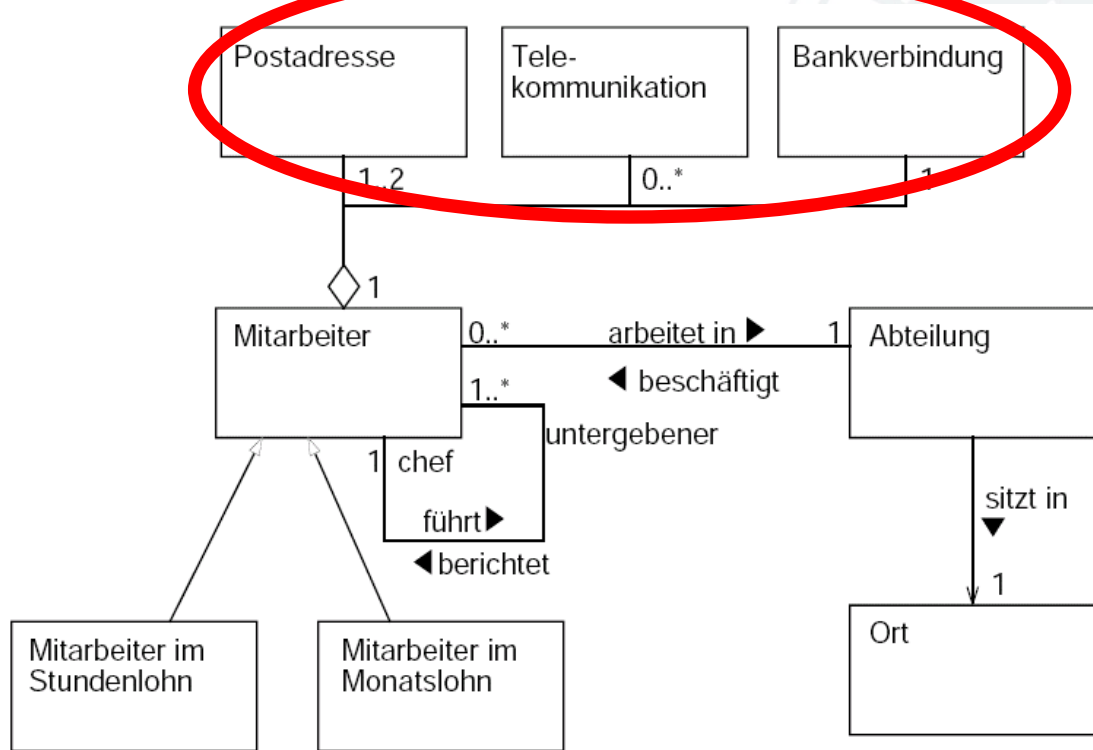 Postadresse
Tele-
kommunikation
Bankverbindung
1..2
0..*
1
1
Mitarbeiter
0..*
arbeitet in ▶
1
Abteilung
◀ beschäftigt
1..*
untergebener
1
chef
führt▶
◀berichtet
sitzt in
▼
1
Ort
Mitarbeiter im
Stundenlohn
Mitarbeiter im
Monatslohn